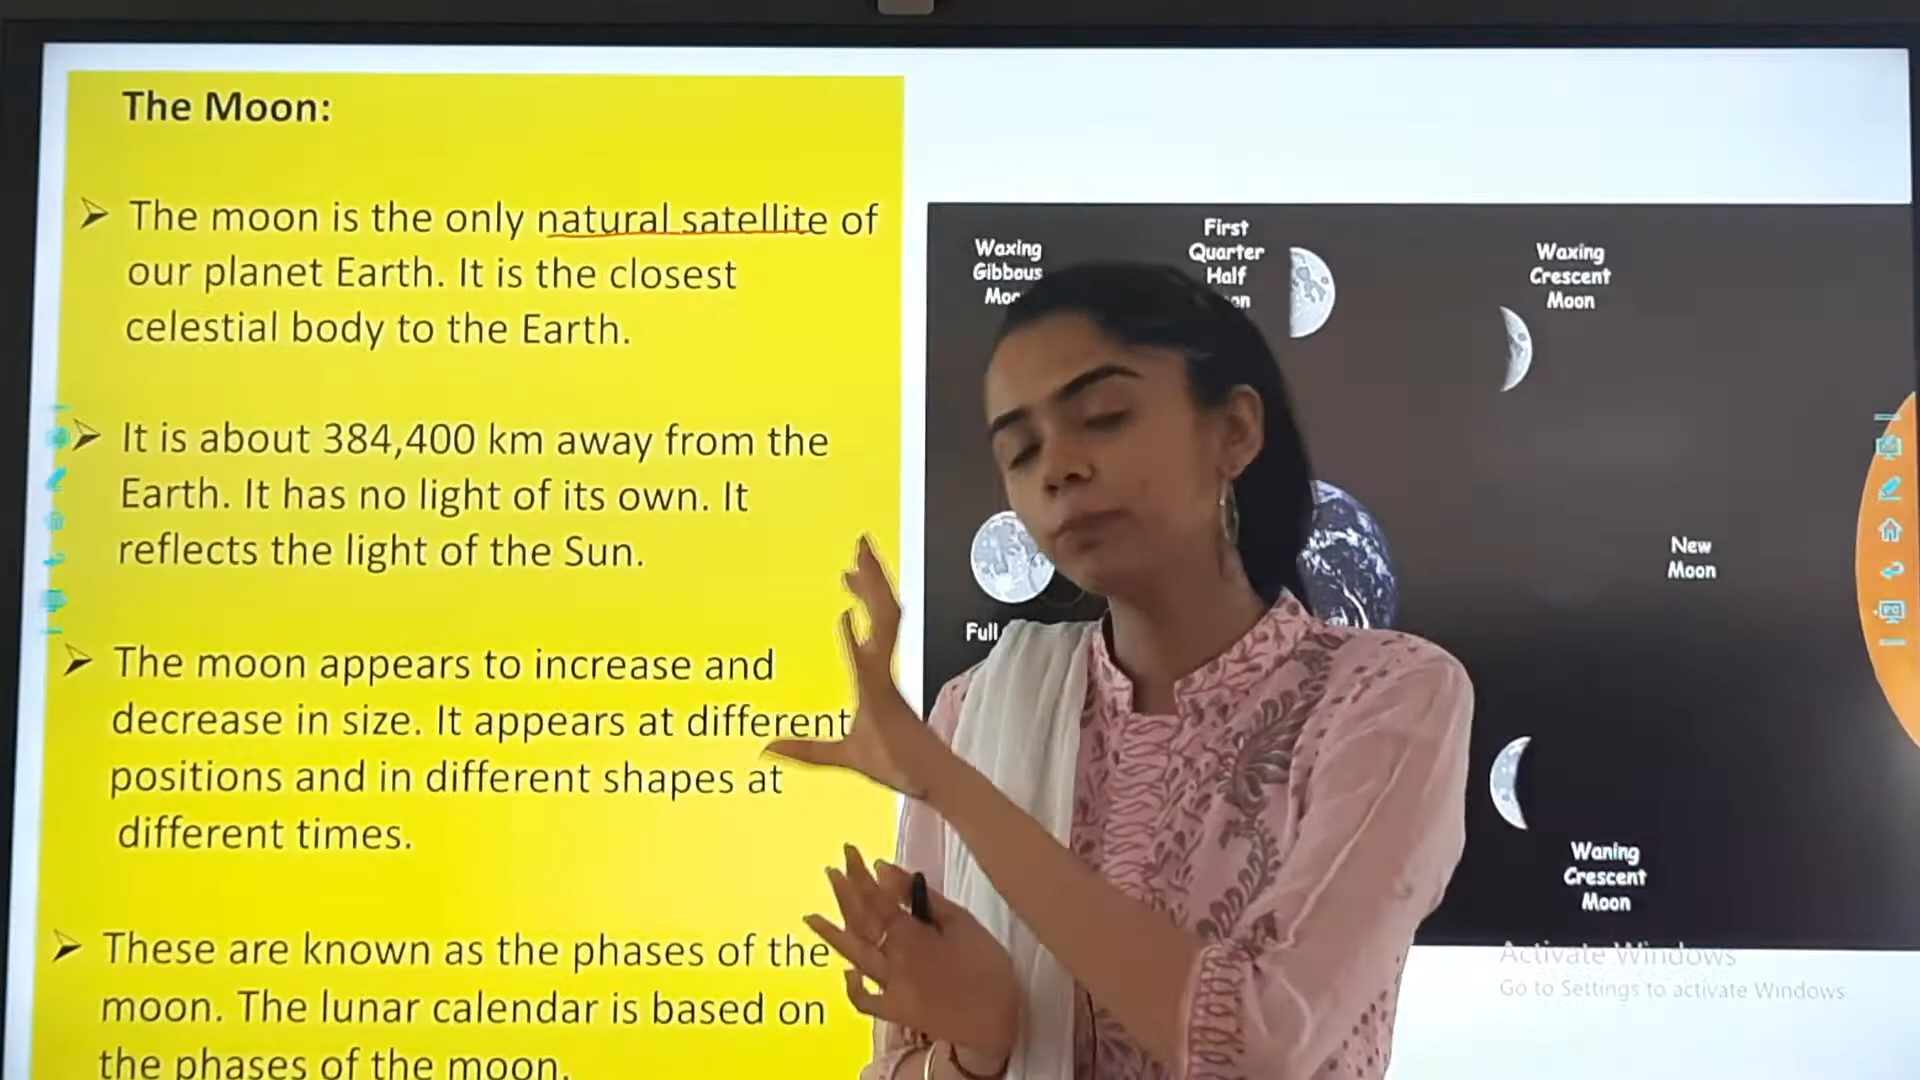 The Moon:
The moon is the only natural satellite of
our planet Earth. It is the closest
celestial body to the Earth.
It is about 384,400 km away from the
Earth. It has no light of its own. It
reflects the light of the Sun.
The moon appears to increase and
decrease in size. It appears at different
positions and in different shapes at
different times.
These are known as the phases of the
moon. The lunar calendar is based on
the phases of the moon.
Waxing
Gibbous
First
Quarter
Half
Waxing
Crescent
Moon
Full
New
Moon
Waning
Crescent
Moon
PC
Activate Windows
Go to Settings to activate Windows